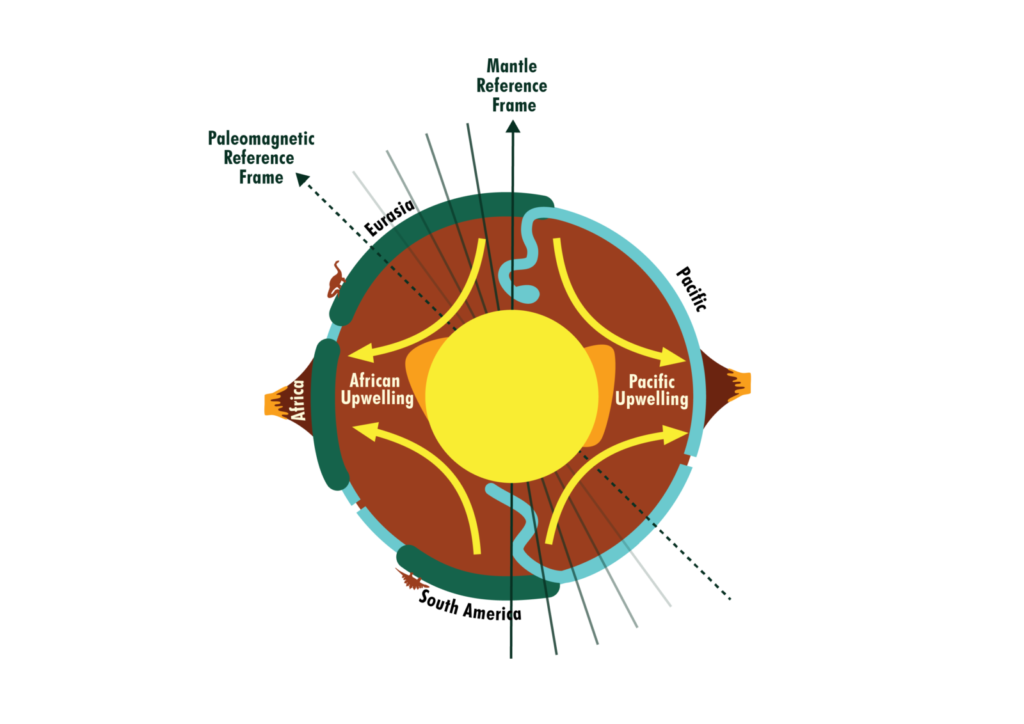 Mantle
Reference
Frame
Paleomagnetic
Reference
Frame
Eurasia
Pacific
African
Upwelling
Pacific
Upwelling
Africa
South America